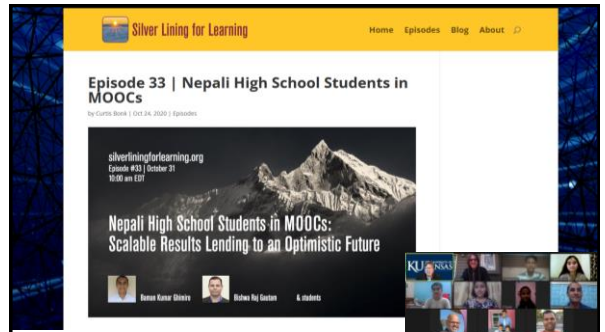 Silver Lining for Learning
Home Episodes Blog About
Episode 33 | Nepali High School Students in
MOOCs
by Curtis Bonk | Oct 24, 2020 | Episodes
silverliningforlearning.org
Episode #33 | October 31
10:00 am EDT
Nepali High School Students in MOOCs:
Scalable Results Lending to an Optimistic Future
Baman Kumar Ghimire
Bishwa Raj Gautam
& students
KU